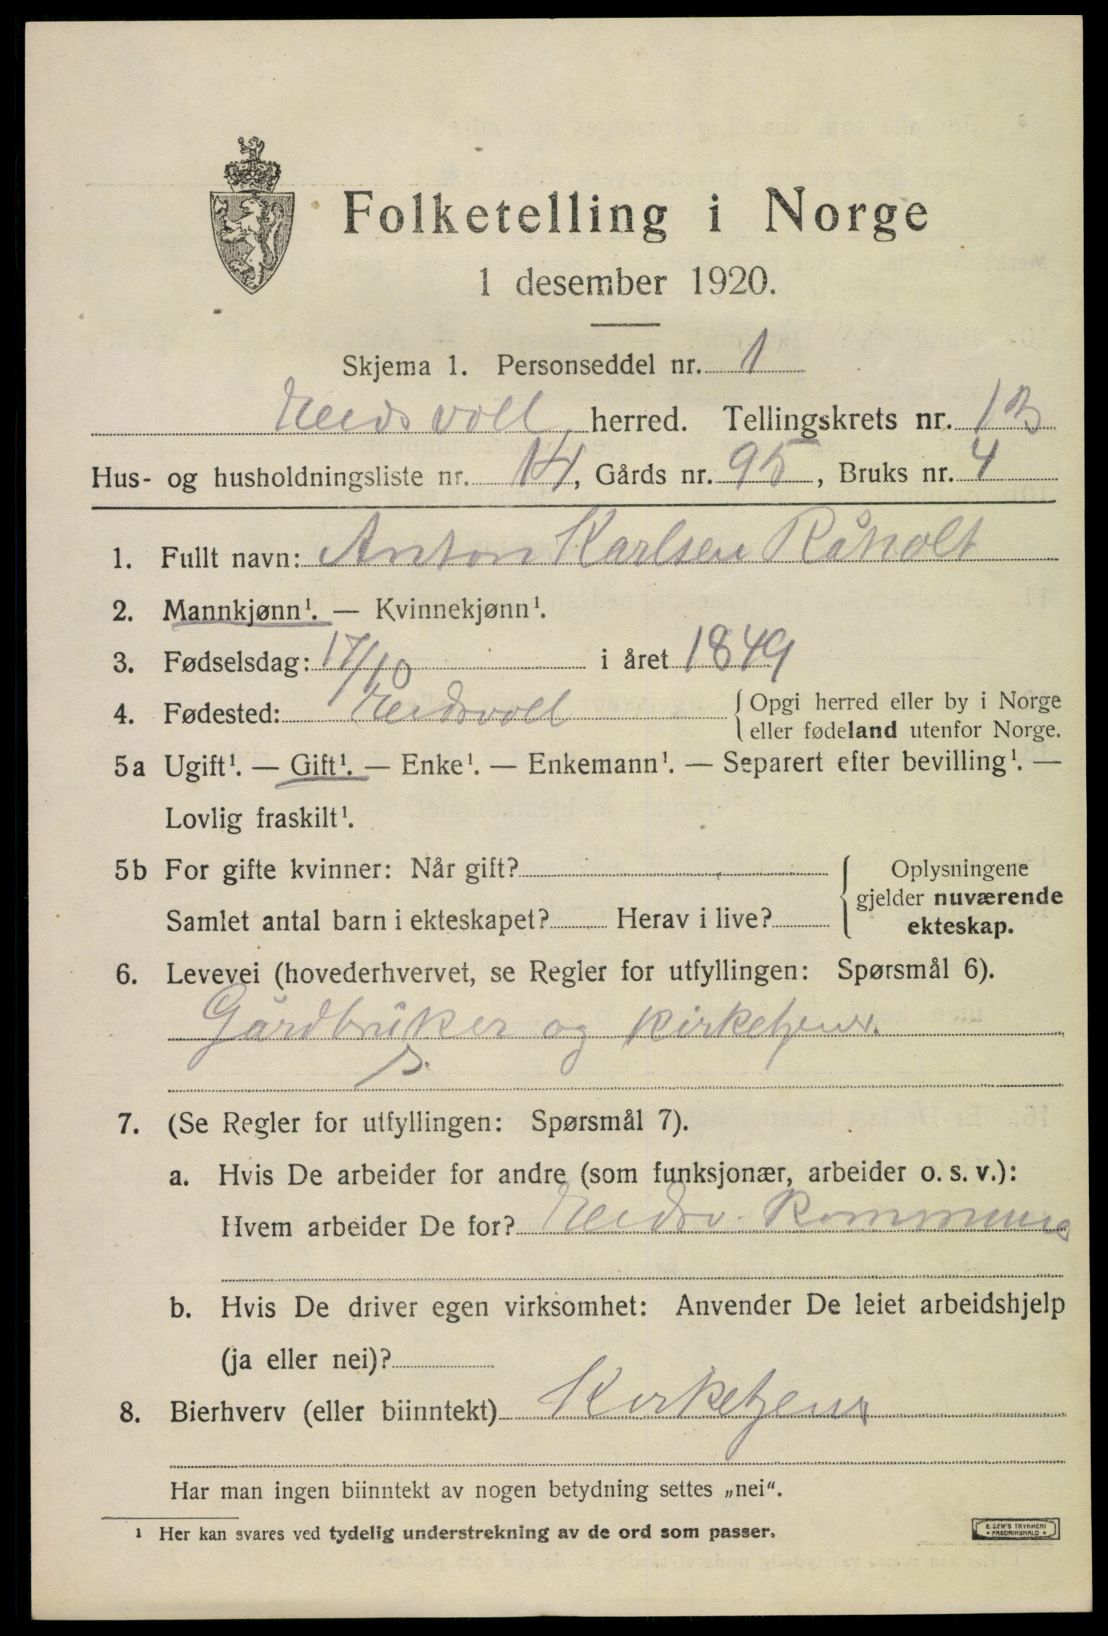 Folketelling i Norge
1 desember 1920.
Skjema 1. Personseddel nr. 1
Eidsvoll herred. Tellingskrets nr. 13
Hus- og husholdningsliste nr. 14, Gårds nr. 95, Bruks nr. 4
1. Fullt navn: Anton Karlsen Råholt
2. Mannkjønn¹. — Kvinnekjønn¹.
3. Fødselsdag: 17/10 i året 1849
4. Fødested: Eidsvoll { Opgi herred eller by i Norge
eller fødeland utenfor Norge.
5a Ugift¹. — Gift¹. — Enke¹. — Enkemann¹. — Separert efter bevilling¹. —
Lovlig fraskilt¹.
5b For gifte kvinner: Når gift?
Samlet antal barn i ekteskapet? Herav i live?
{ Oplysningene
gjelder nuværende
ekteskap.
6. Levevei (hovederhvervet, se Regler for utfyllingen: Spørsmål 6).
Gårdbruker og kirketjener.
s.
7. (Se Regler for utfyllingen: Spørsmål 7).
a. Hvis De arbeider for andre (som funksjonær, arbeider o. s. v.):
Hvem arbeider De for? Eidsv. Kommune
b. Hvis De driver egen virksomhet: Anvender De leiet arbeidshjelp
(ja eller nei)?
8. Bierhverv (eller biinntekt) Kirketjener
Har man ingen biinntekt av nogen betydning settes „nei“.
¹ Her kan svares ved tydelig understrekning av de ord som passer.
E. SEM'S TRYKKERI
FREDRIKSHALD